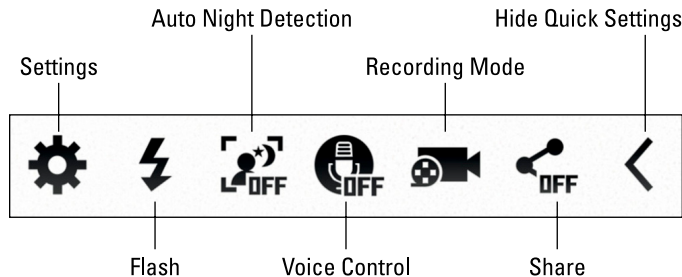 Auto Night Detection
Hide Quick Settings
Settings
Recording Mode
OFF
OFF
OFF
Flash
Voice Control
Share